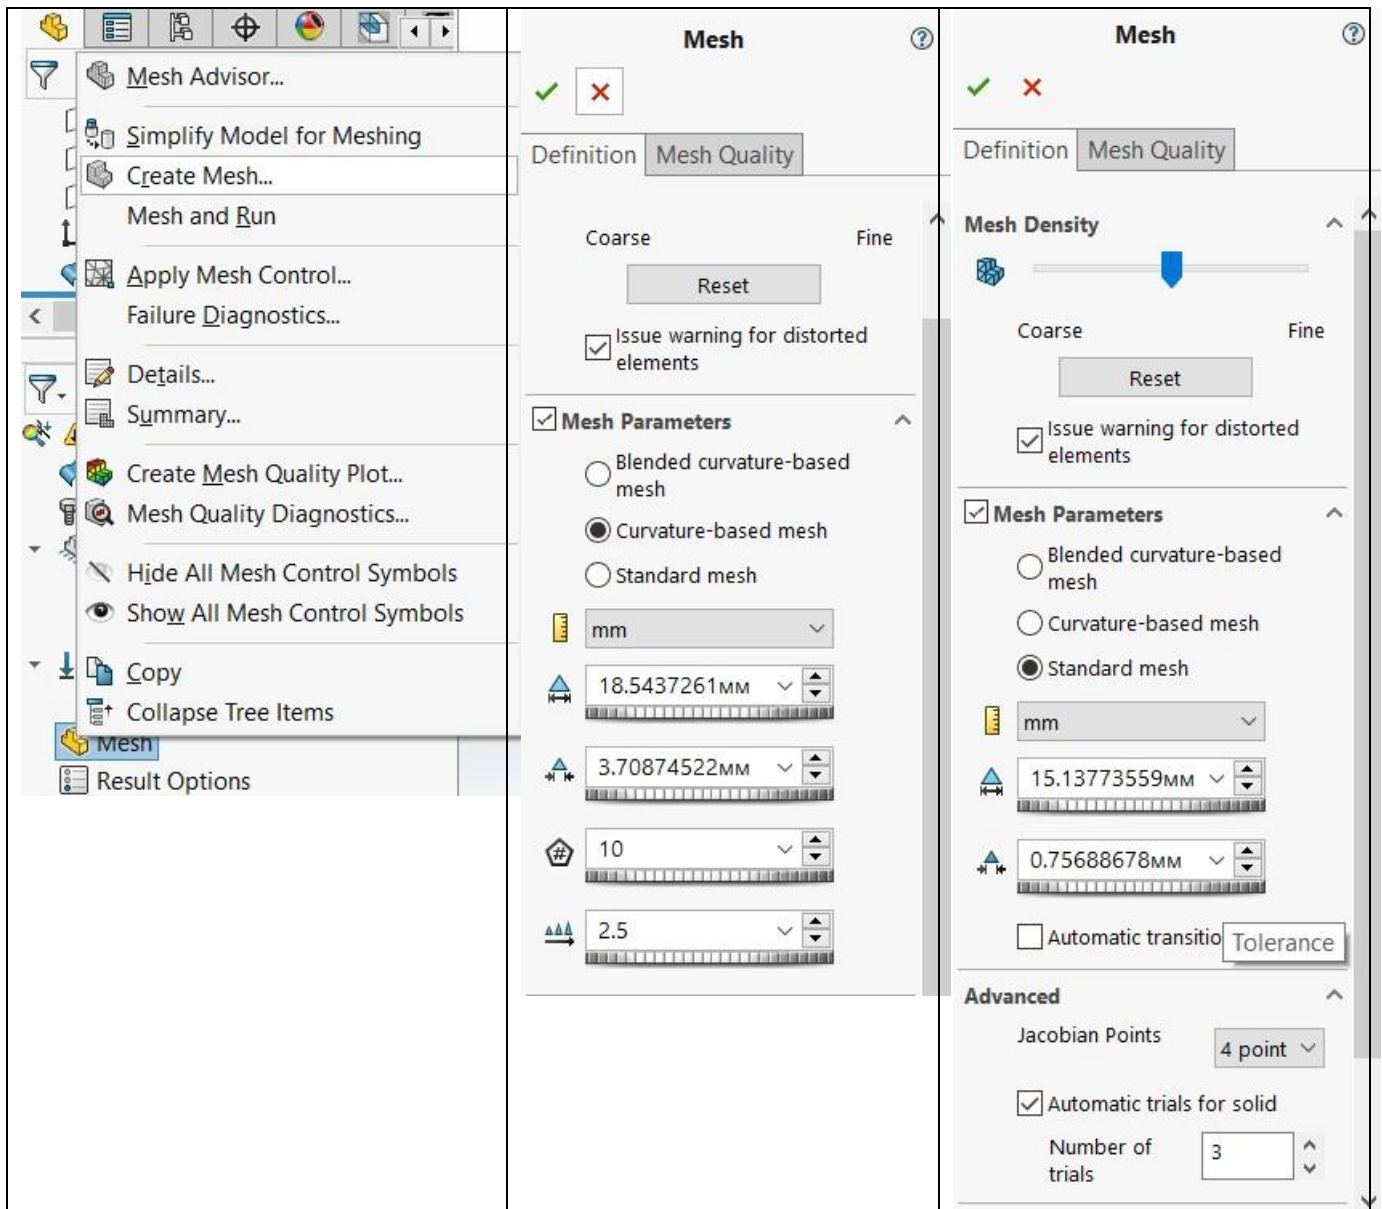 Mesh Advisor...
Simplify Model for Meshing
Create Mesh...
Mesh and Run
Apply Mesh Control...
Failure Diagnostics...
Details...
Summary...
Create Mesh Quality Plot...
Mesh Quality Diagnostics...
Hide All Mesh Control Symbols
Show All Mesh Control Symbols
Copy
Collapse Tree Items
Mesh
Result Options
Mesh
Definition
Mesh Quality
Coarse
Fine
Reset
Issue warning for distorted
elements
Mesh Parameters
Blended curvature-based
mesh
Curvature-based mesh
Standard mesh
mm
18.5437261мм
3.70874522мм
10
2.5
Mesh
Definition
Mesh Quality
Mesh Density
Coarse
Fine
Reset
Issue warning for distorted
elements
Mesh Parameters
Blended curvature-based
mesh
Curvature-based mesh
Standard mesh
mm
15.13773559мм
0.75688678мм
Automatic transitio
Tolerance
Advanced
Jacobian Points
4 point
Automatic trials for solid
Number of
trials
3